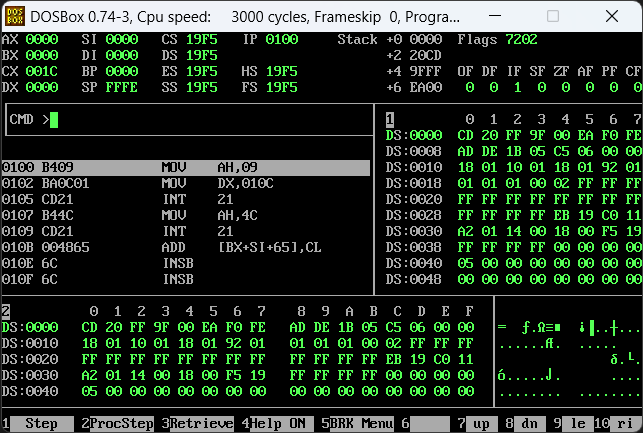 DOS BOX DOSBox 0.74-3, Cpu speed: 3000 cycles, Frameskip 0, Progra...
AX 0000 SI 0000 CS 19F5 IP 0100 Stack +0 0000 Flags 7202
BX 0000 DI 0000 DS 19F5 +2 20CD
CX 001C BP 0000 ES 19F5 HS 19F5 +4 9FFF OF DF IF SF ZF AF PF CF
DX 0000 SP FFFE SS 19F5 FS 19F5 +6 EA00 0 0 1 0 0 0 0 0
CMD >
1 0 1 2 3 4 5 6 7
DS:0000 CD 20 FF 9F 00 EA F0 FE
DS:0008 AD DE 1B 05 C5 06 00 00
DS:0010 18 01 10 01 18 01 92 01
DS:0018 01 01 01 00 02 FF FF FF
DS:0020 FF FF FF FF FF FF FF FF
DS:0028 FF FF FF FF EB 19 C0 11
DS:0030 A2 01 14 00 18 00 F5 19
DS:0038 FF FF FF FF 00 00 00 00
DS:0040 05 00 00 00 00 00 00 00
DS:0048 00 00 00 00 00 00 00 00
0100 B409 MOV AH,09
0102 BA0C01 MOV DX,010C
0105 CD21 INT 21
0107 B44C MOV AH,4C
0109 CD21 INT 21
010B 004865 ADD [BX+SI+65],CL
010E 6C INSB
010F 6C INSB
2 0 1 2 3 4 5 6 7 8 9 A B C D E F
DS:0000 CD 20 FF 9F 00 EA F0 FE AD DE 1B 05 C5 06 00 00
DS:0010 18 01 10 01 18 01 92 01 01 01 01 00 02 FF FF FF
DS:0020 FF FF FF FF FF FF FF FF FF FF FF FF EB 19 C0 11
DS:0030 A2 01 14 00 18 00 F5 19 FF FF FF FF 00 00 00 00
DS:0040 05 00 00 00 00 00 00 00 00 00 00 00 00 00 00 00
= ƒ.Ω≡■ ¡▐..┼...
......Æ. .....
δ.└.
ó.....⌡. ....
........ ........
1 Step 2ProcStep 3Retrieve 4Help ON 5BRK Menu 6 7 up 8 dn 9 le 10 ri